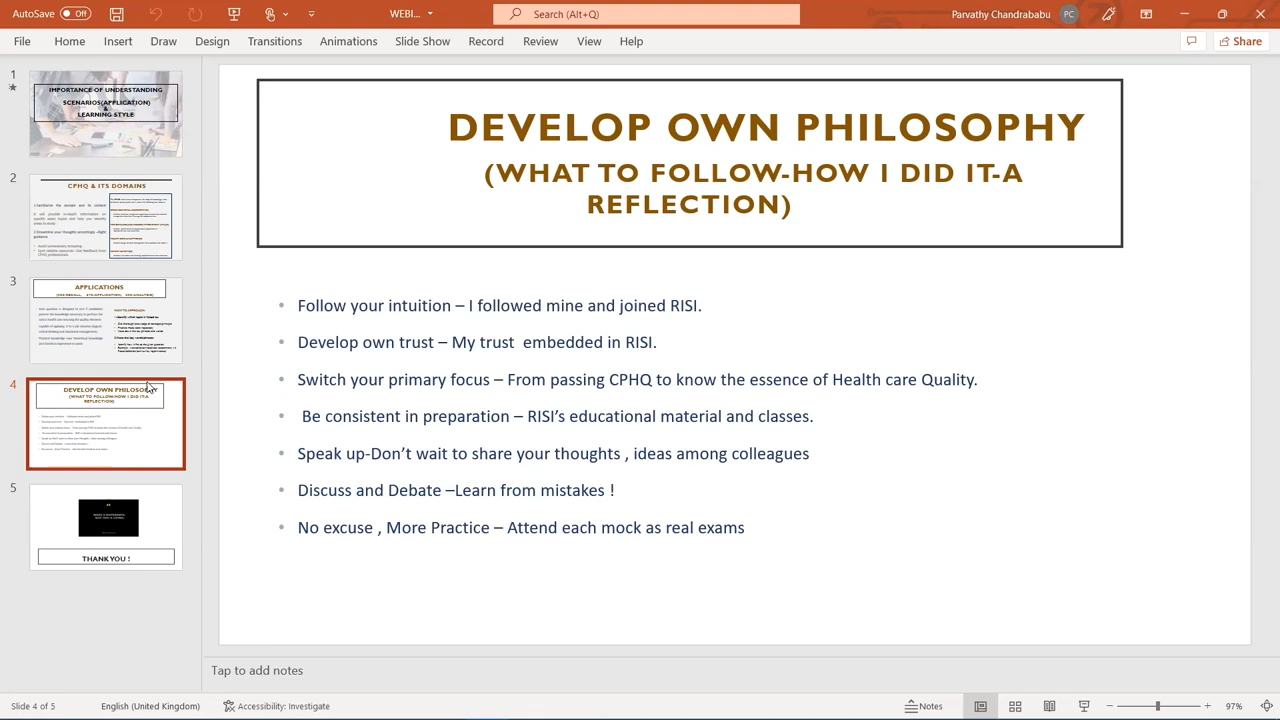 AutoSave Off WEBI... Search (Alt+Q) Parvathy Chandrababu PC
File Home Insert Draw Design Transitions Animations Slide Show Record Review View Help Share
1
IMPORTANCE OF UNDERSTANDING
SCENARIOS(APPLICATION)
&
LEARNING STYLE
2
CPHQ & ITS DOMAINS
3
APPLICATIONS
4
DEVELOP OWN PHILOSOPHY
(WHAT TO FOLLOW-HOW I DID IT-A
REFLECTION)
5
THANK YOU !
DEVELOP OWN PHILOSOPHY
(WHAT TO FOLLOW-HOW I DID IT-A
REFLECTION)
• Follow your intuition – I followed mine and joined RISI.
• Develop own trust – My trust embedded in RISI.
• Switch your primary focus – From passing CPHQ to know the essence of Health care Quality.
• Be consistent in preparation – RISI's educational material and classes.
• Speak up-Don't wait to share your thoughts , ideas among colleagues
• Discuss and Debate –Learn from mistakes !
• No excuse , More Practice – Attend each mock as real exams
Tap to add notes
Slide 4 of 5 English (United Kingdom) Accessibility: Investigate Notes 97%